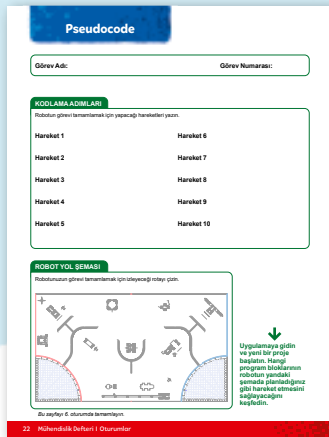 Pseudocode
Görev Adı: Görev Numarası:
KODLAMA ADIMLARI
Robotun görevi tamamlamak için yapacağı hareketleri yazın.
Hareket 1 Hareket 6
Hareket 2 Hareket 7
Hareket 3 Hareket 8
Hareket 4 Hareket 9
Hareket 5 Hareket 10
ROBOT YOL ŞEMASI
Robotunuzun görevi tamamlamak için izleyeceği rotayı çizin.
Uygulamaya gidin
ve yeni bir proje
başlatın. Hangi
program bloklarının
robotun yandaki
şemada planladığınız
gibi hareket etmesini
sağlayacağını
keşfedin.
Bu sayfayı 6. oturumda tamamlayın.
22 Mühendislik Defteri I Oturumlar